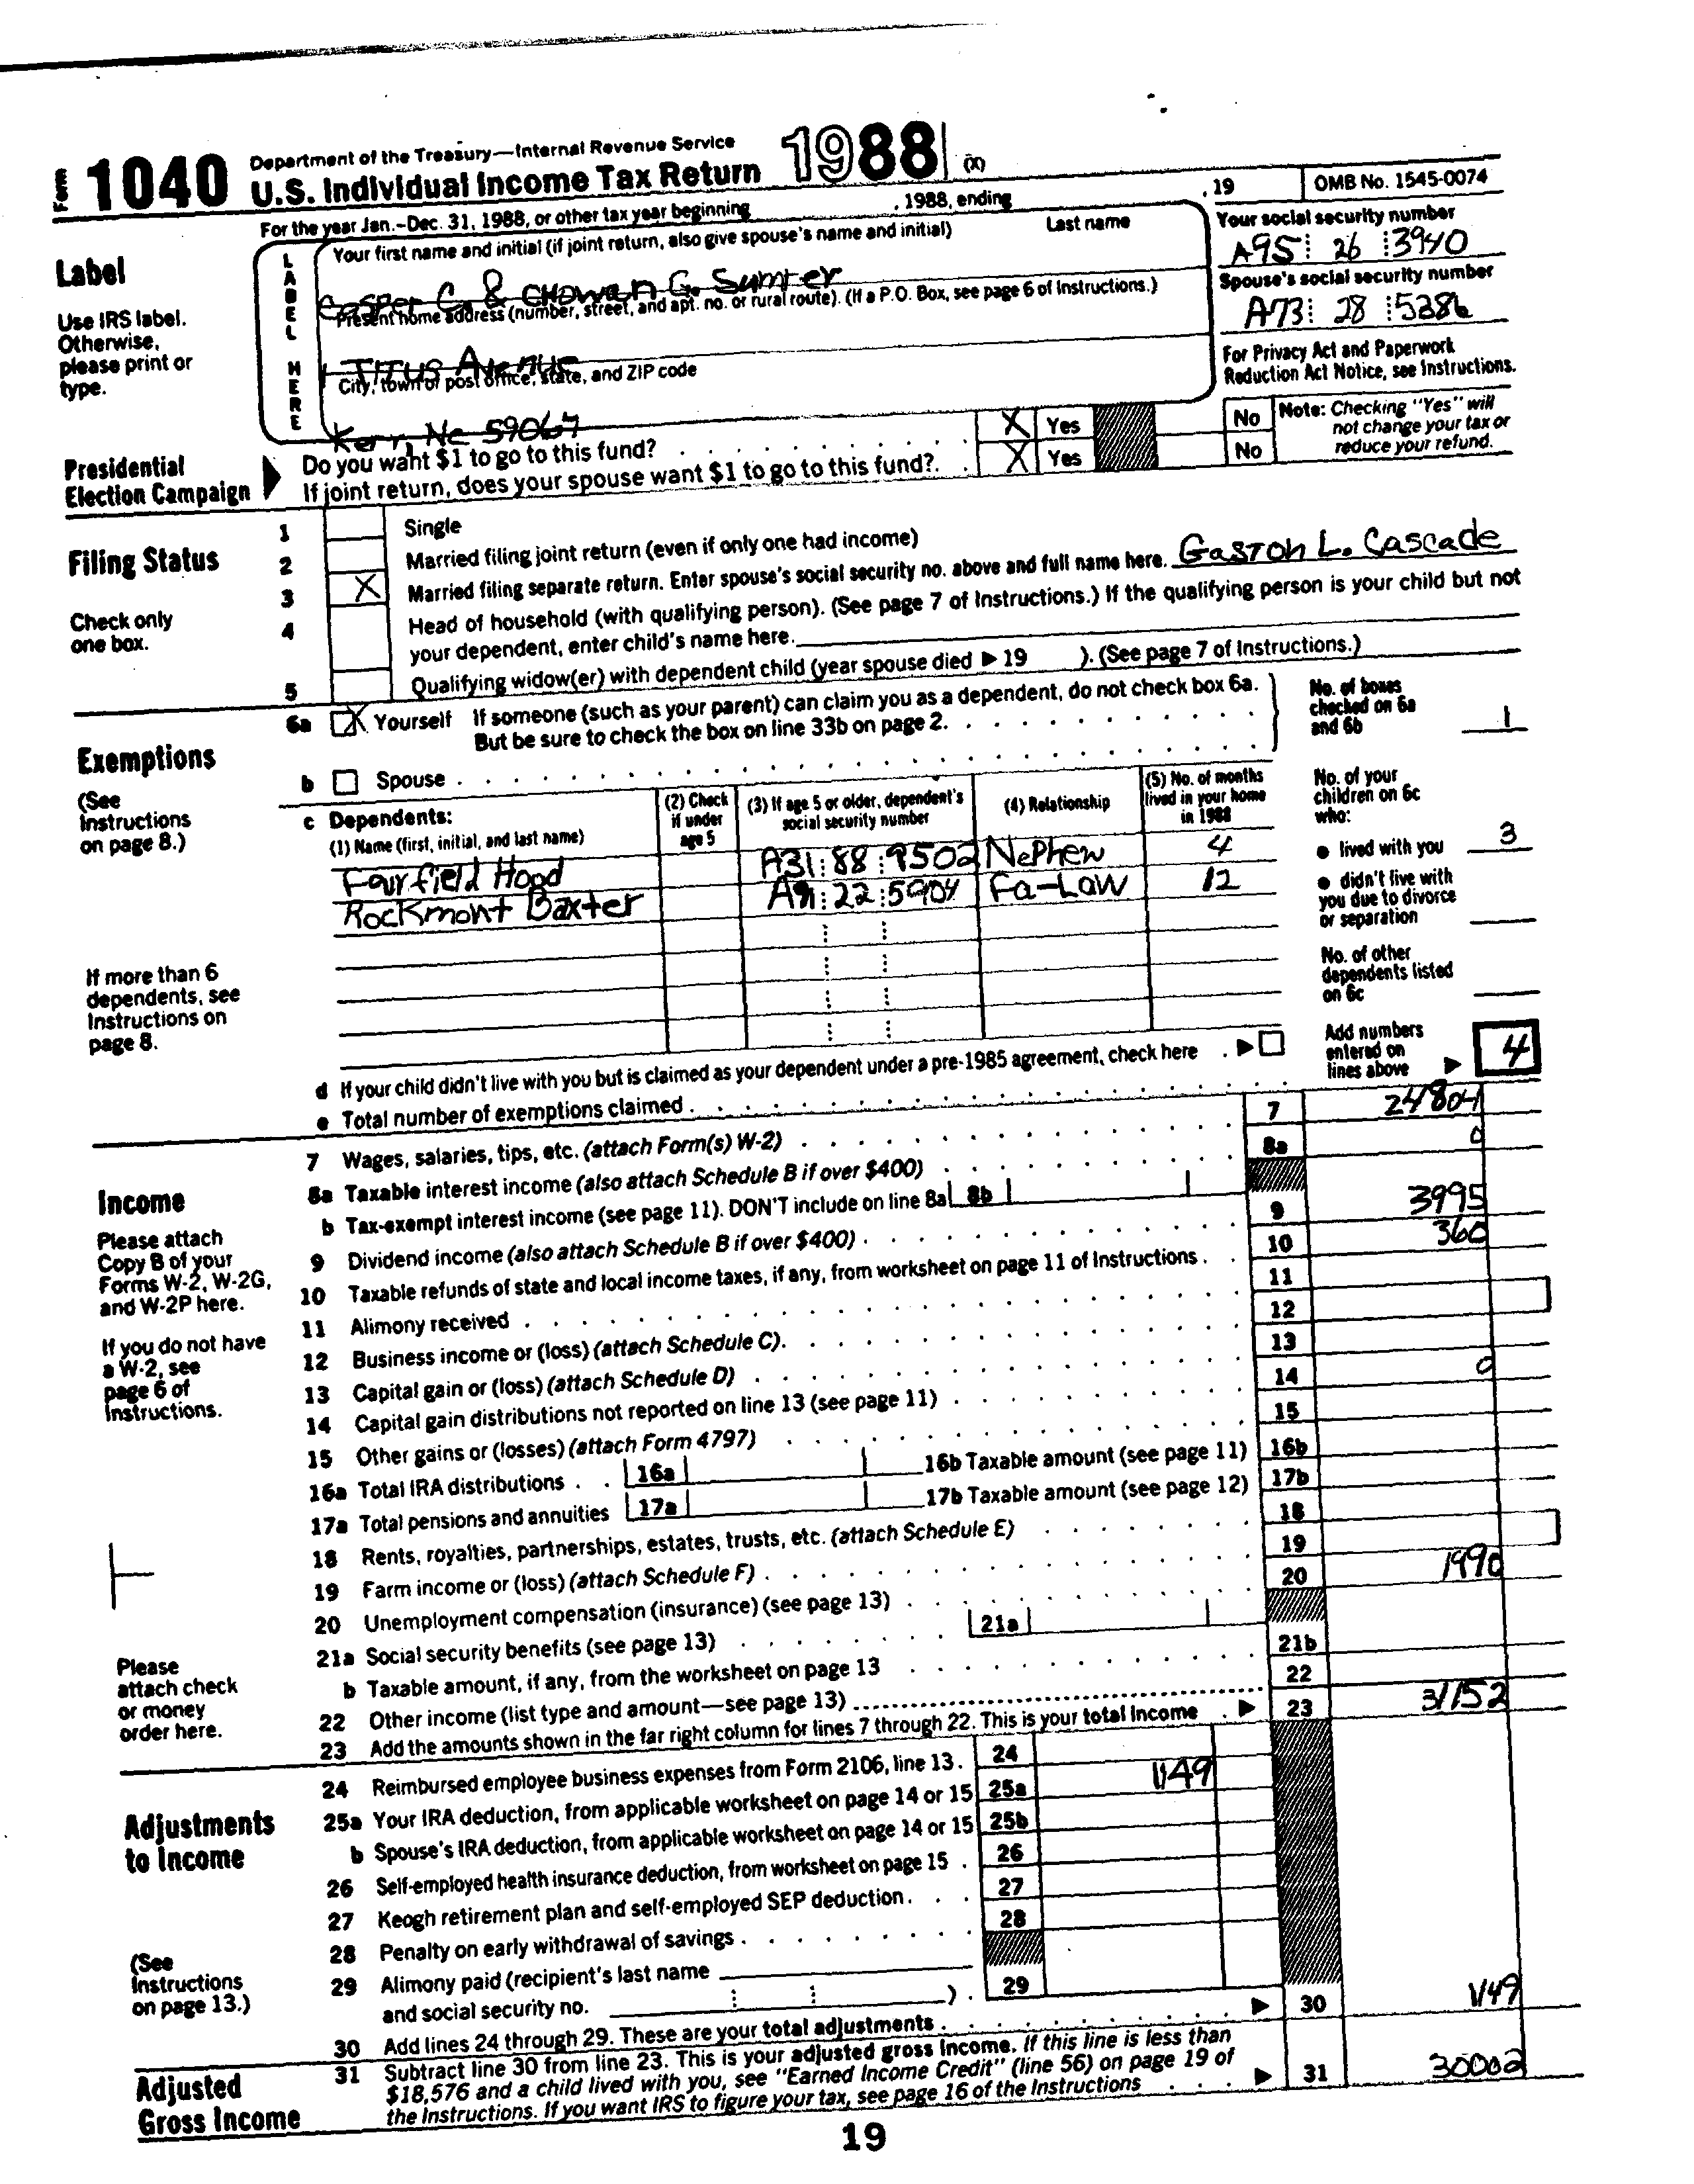 Form 1040 Department of the Treasury—Internal Revenue Service
U.S. Individual Income Tax Return 1988 (X)
For the year Jan.-Dec. 31, 1988, or other tax year beginning , 1988, ending , 19 OMB No. 1545-0074
Label
Use IRS label.
Otherwise,
please print or
type.
LABEL HERE
Your first name and initial (if joint return, also give spouse's name and initial) Last name
Casper C. & Chowan G. Sumter
Present home address (number, street, and apt. no. or rural route). (If a P.O. Box, see page 6 of Instructions.)
1 Titus Avenue
City, town or post office, state, and ZIP code
Kerr, Nc 59067
Your social security number
A95 26 3940
Spouse's social security number
A73 28 5286
For Privacy Act and Paperwork
Reduction Act Notice, see Instructions.
Presidential
Election Campaign
Do you want $1 to go to this fund? X Yes No
If joint return, does your spouse want $1 to go to this fund?. X Yes No
Note: Checking "Yes" will
not change your tax or
reduce your refund.
Filing Status
Check only
one box.
1 Single
2 Married filing joint return (even if only one had income)
3 X Married filing separate return. Enter spouse's social security no. above and full name here. Gaston L. Cascade
4 Head of household (with qualifying person). (See page 7 of Instructions.) If the qualifying person is your child but not
your dependent, enter child's name here.
5 Qualifying widow(er) with dependent child (year spouse died ▶ 19 ). (See page 7 of Instructions.)
Exemptions
(See
Instructions
on page 8.)
If more than 6
dependents, see
Instructions on
page 8.
6a X Yourself If someone (such as your parent) can claim you as a dependent, do not check box 6a.
But be sure to check the box on line 33b on page 2.
b Spouse
c Dependents:
(1) Name (first, initial, and last name)
(2) Check
if under
age 5
(3) If age 5 or older, dependent's
social security number
(4) Relationship
(5) No. of months
lived in your home
in 1988
Fairfield Hood A31 88 9502 Nephew 4
Rockmont Baxter A91 22 5904 Fa-Law 12
No. of boxes
checked on 6a
and 6b 1
No. of your
children on 6c
who:
● lived with you 3
● didn't live with
you due to divorce
or separation
No. of other
dependents listed
on 6c
Add numbers
entered on
lines above ▶ 4
d If your child didn't live with you but is claimed as your dependent under a pre-1985 agreement, check here ▶
e Total number of exemptions claimed
Income
Please attach
Copy B of your
Forms W-2, W-2G,
and W-2P here.
If you do not have
a W-2, see
page 6 of
Instructions.
Please
attach check
or money
order here.
7 Wages, salaries, tips, etc. (attach Form(s) W-2) 7 24804
8a Taxable interest income (also attach Schedule B if over $400) 8a 0
b Tax-exempt interest income (see page 11). DON'T include on line 8a 8b
9 Dividend income (also attach Schedule B if over $400) 9 3995
10 Taxable refunds of state and local income taxes, if any, from worksheet on page 11 of Instructions 10 360
11 Alimony received 11
12 Business income or (loss) (attach Schedule C). 12
13 Capital gain or (loss) (attach Schedule D) 13
14 Capital gain distributions not reported on line 13 (see page 11) 14 0
15 Other gains or (losses) (attach Form 4797) 15
16a Total IRA distributions 16a 16b Taxable amount (see page 11) 16b
17a Total pensions and annuities 17a 17b Taxable amount (see page 12) 17b
18 Rents, royalties, partnerships, estates, trusts, etc. (attach Schedule E) 18
19 Farm income or (loss) (attach Schedule F) 19
20 Unemployment compensation (insurance) (see page 13) 20 1990
21a Social security benefits (see page 13) 21a
b Taxable amount, if any, from the worksheet on page 13 21b
22 Other income (list type and amount—see page 13) 22
23 Add the amounts shown in the far right column for lines 7 through 22. This is your total income ▶ 23 31152
Adjustments
to Income
(See
Instructions
on page 13.)
24 Reimbursed employee business expenses from Form 2106, line 13. 24
25a Your IRA deduction, from applicable worksheet on page 14 or 15 25a 1149
b Spouse's IRA deduction, from applicable worksheet on page 14 or 15 25b
26 Self-employed health insurance deduction, from worksheet on page 15 26
27 Keogh retirement plan and self-employed SEP deduction 27
28 Penalty on early withdrawal of savings 28
29 Alimony paid (recipient's last name
and social security no. ). 29
30 Add lines 24 through 29. These are your total adjustments ▶ 30 1149
Adjusted
Gross Income
31 Subtract line 30 from line 23. This is your adjusted gross income. If this line is less than
$18,576 and a child lived with you, see "Earned Income Credit" (line 56) on page 19 of
the Instructions. If you want IRS to figure your tax, see page 16 of the Instructions ▶ 31 30002
19